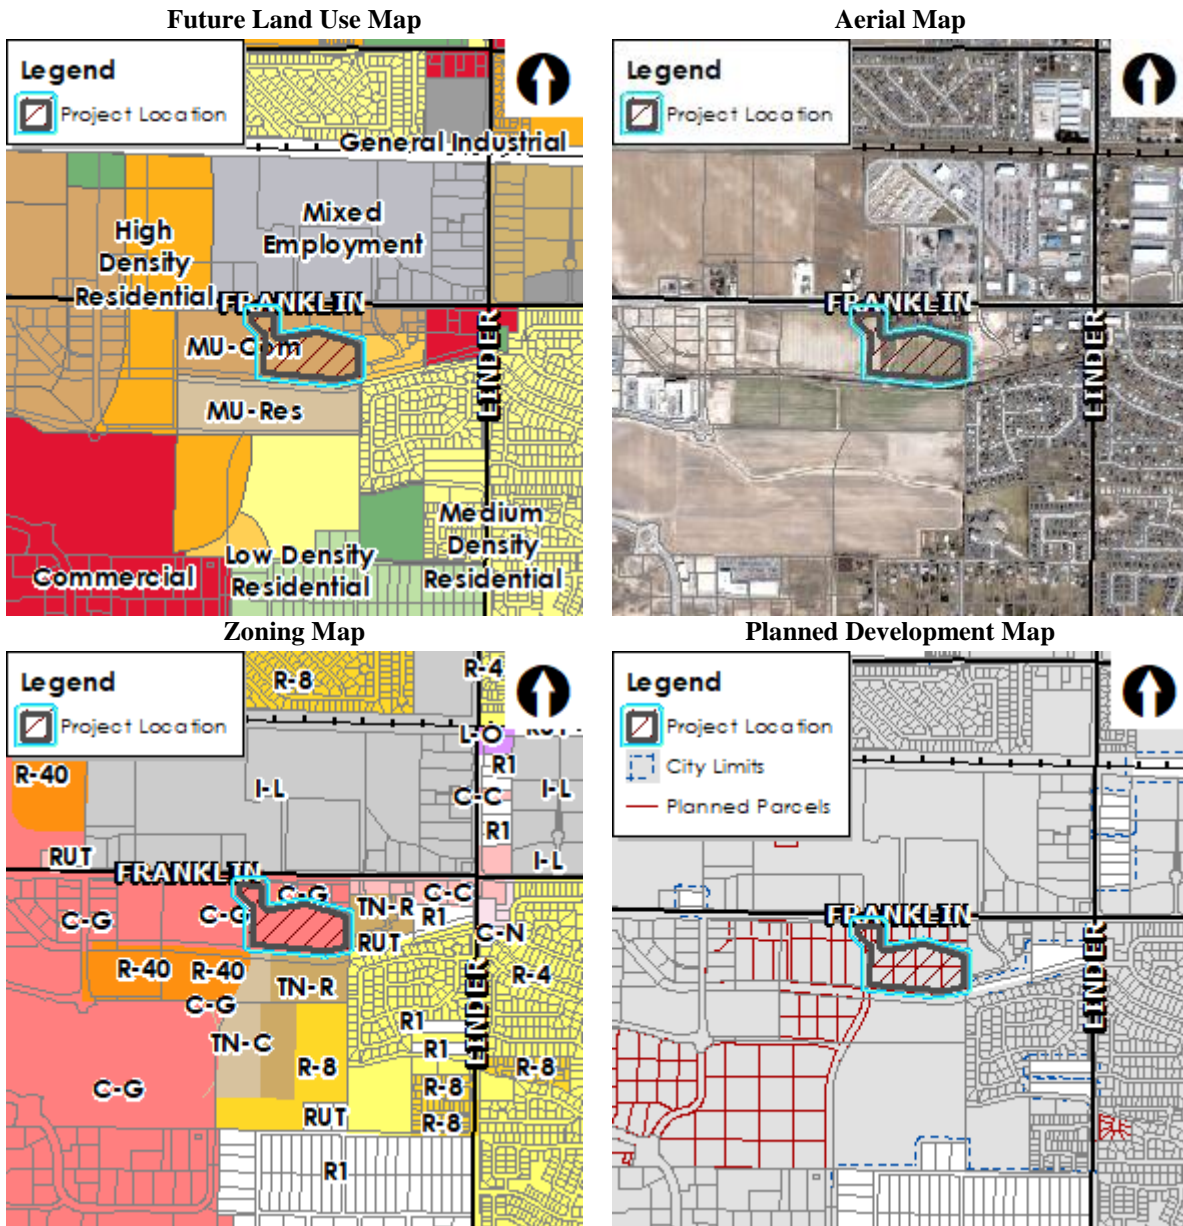 Future Land Use Map
Legend
Project Location
General Industrial
High
Density
Residential
Mixed
Employment
FRANKLIN
MU-Com
LINDER
MU-Res
Medium
Density
Residential
Low Density
Residential
Commercial
Aerial Map
Legend
Project Location
FRANKLIN
LINDER
Zoning Map
Legend
Project Location
R-8
R-4
L-O
R1
I-L
C-C
I-L
R1
I-L
R-40
RUT
FRANKLIN
C-G
C-G
C-G
TN-R
C-C
R1
RUT
C-N
R-40
R-40
TN-R
C-G
R-4
LINDER
TN-C
R1
R1
R-8
R-8
R-8
R-8
C-G
RUT
R1
Planned Development Map
Legend
Project Location
City Limits
Planned Parcels
FRANKLIN
LINDER